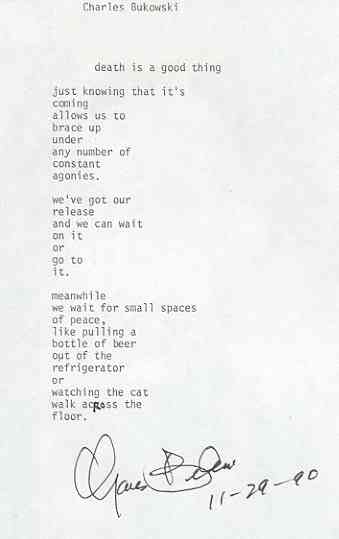 Charles Bukowski
death is a good thing
just knowing that it's
coming
allows us to
brace up
under
any number of
constant
agonies.
we've got our
release
and we can wait
on it
or
go to
it.
meanwhile
we wait for small spaces
of peace,
like pulling a
bottle of beer
out of the
refrigerator
or
watching the cat
walk acRoss the
floor.
11-29-90